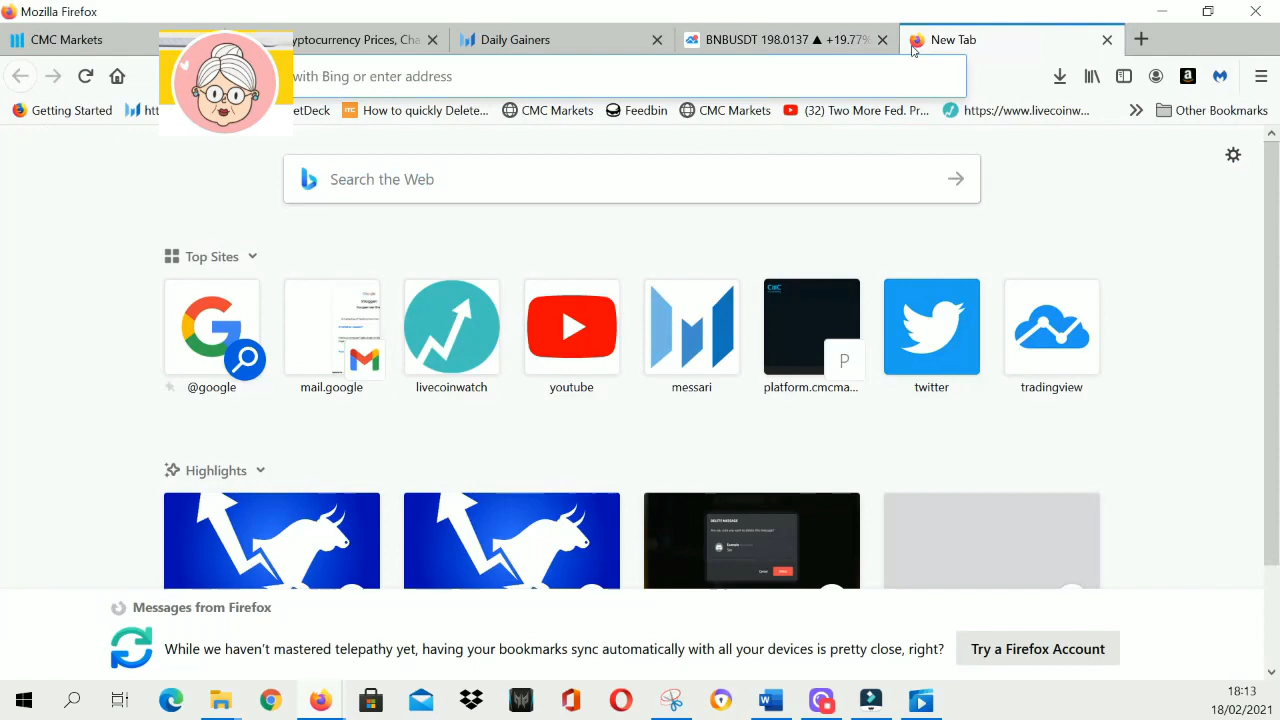 Mozilla Firefox
CMC Markets
yptocurrency Prices, Cha
Daily Gainers
BNBUSDT 198.0137 ▲ +19.77%
New Tab
with Bing or enter address
Getting Started
htt
etDeck
ITC
How to quickly Delete...
CMC Markets
Feedbin
CMC Markets
(32) Two More Fed. Pr...
https://www.livecoinw...
Other Bookmarks
Search the Web
Top Sites
CMC
P
@google
mail.google
livecoinwatch
youtube
messari
platform.cmcma...
twitter
tradingview
Highlights
DELETE MESSAGE
Messages from Firefox
While we haven't mastered telepathy yet, having your bookmarks sync automatically with all your devices is pretty close, right?
Try a Firefox Account
18:13
18/02/2021